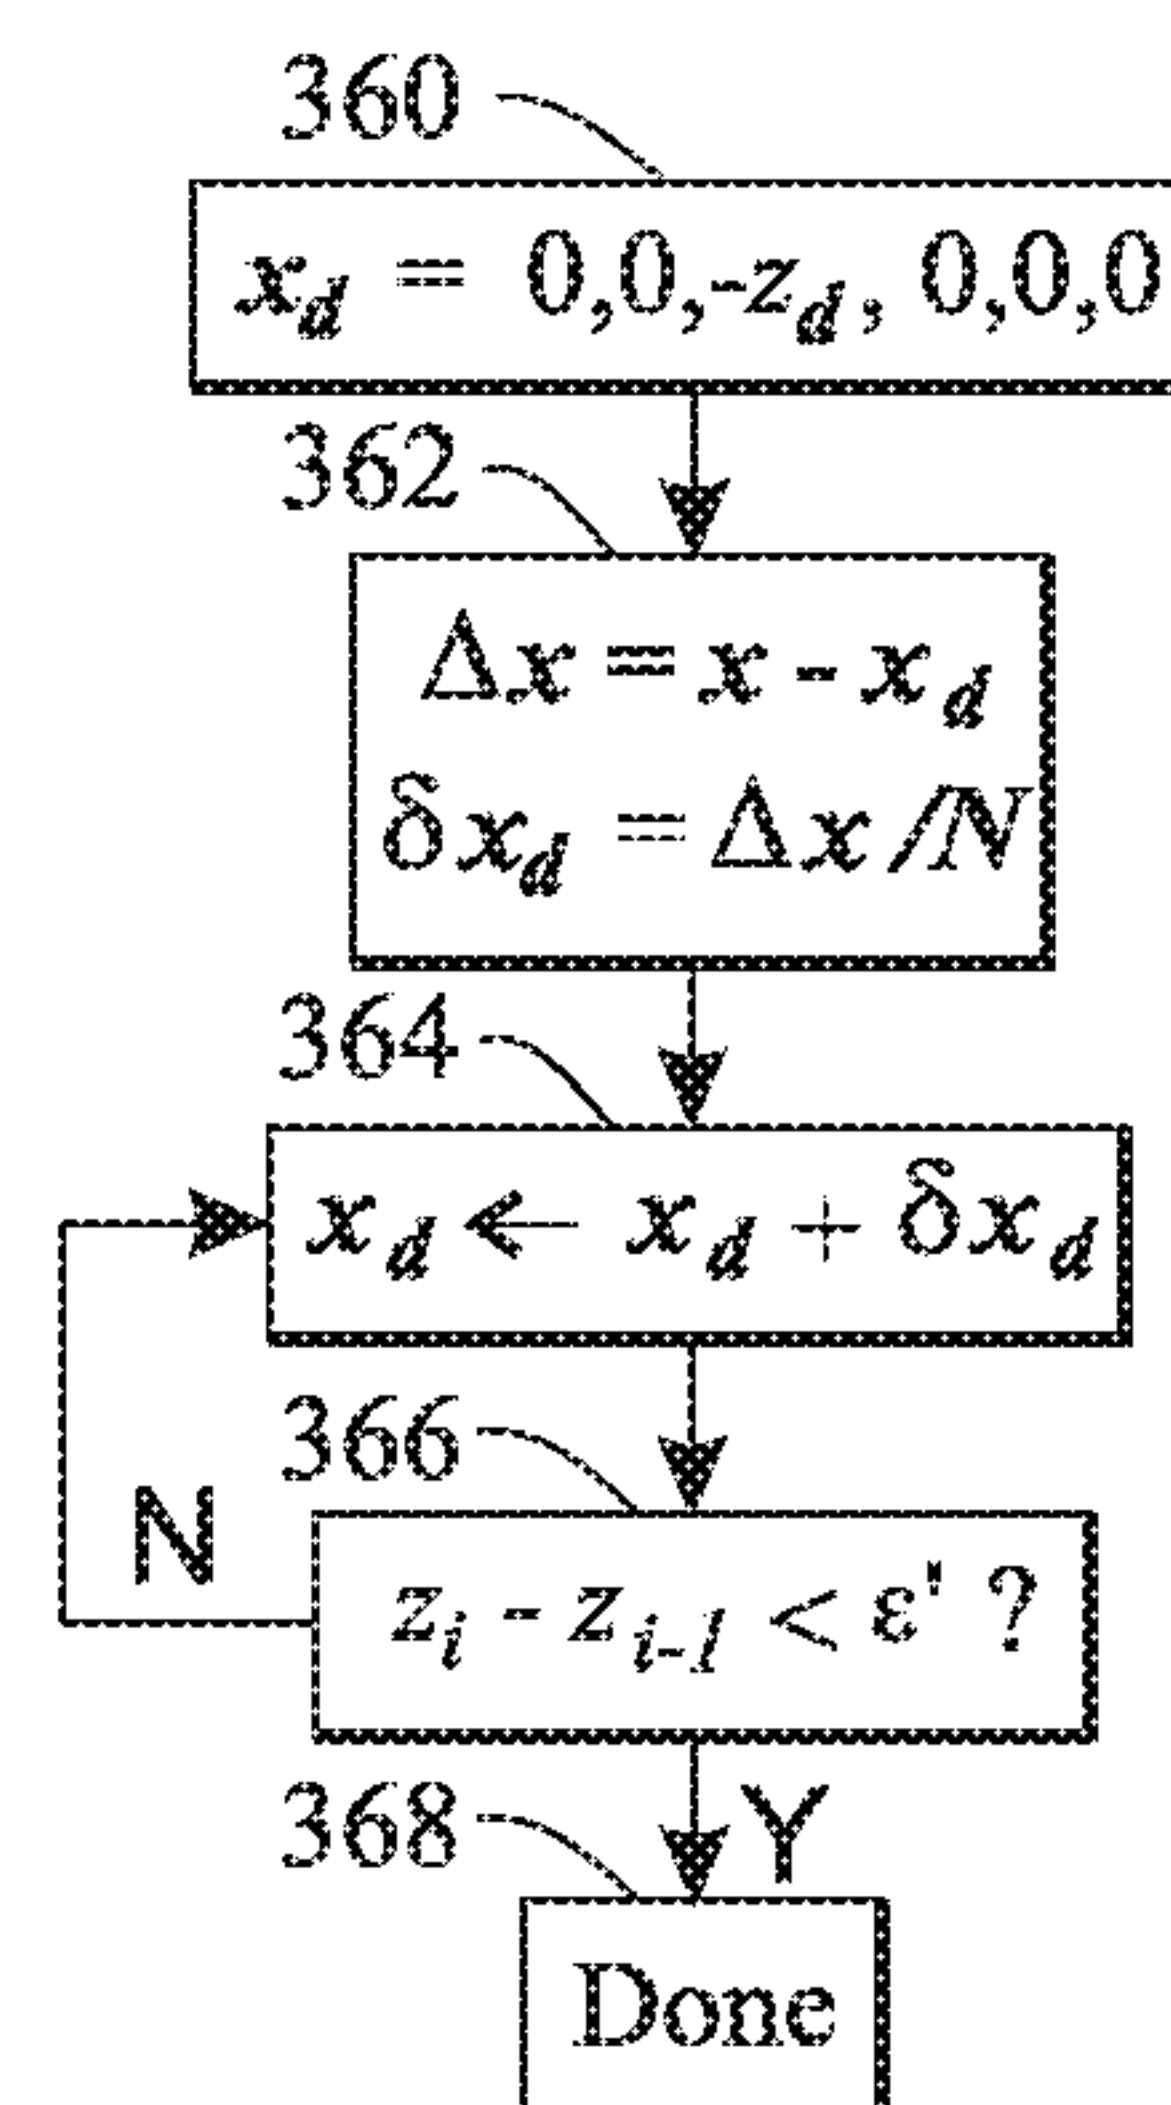 360
x_d = 0,0,-z_d, 0,0,0
362
Δx = x - x_d
δx_d = Δx /N
364
x_d ← x_d + δx_d
366
N
z_i - z_{i-1} < ε' ?
368
Y
Done